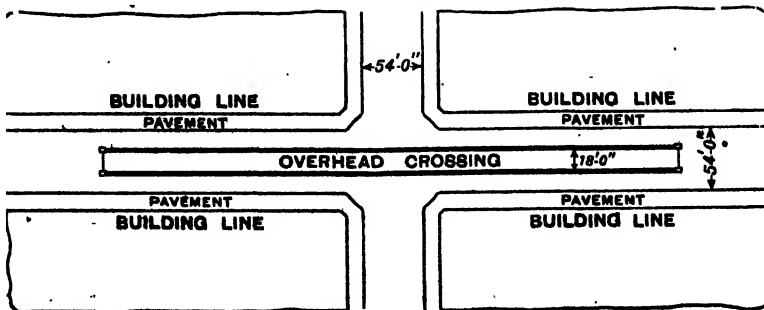 54'-0"
BUILDING LINE
BUILDING LINE
PAVEMENT
PAVEMENT
OVERHEAD CROSSING
18'-0"
54'-0"
PAVEMENT
PAVEMENT
BUILDING LINE
BUILDING LINE